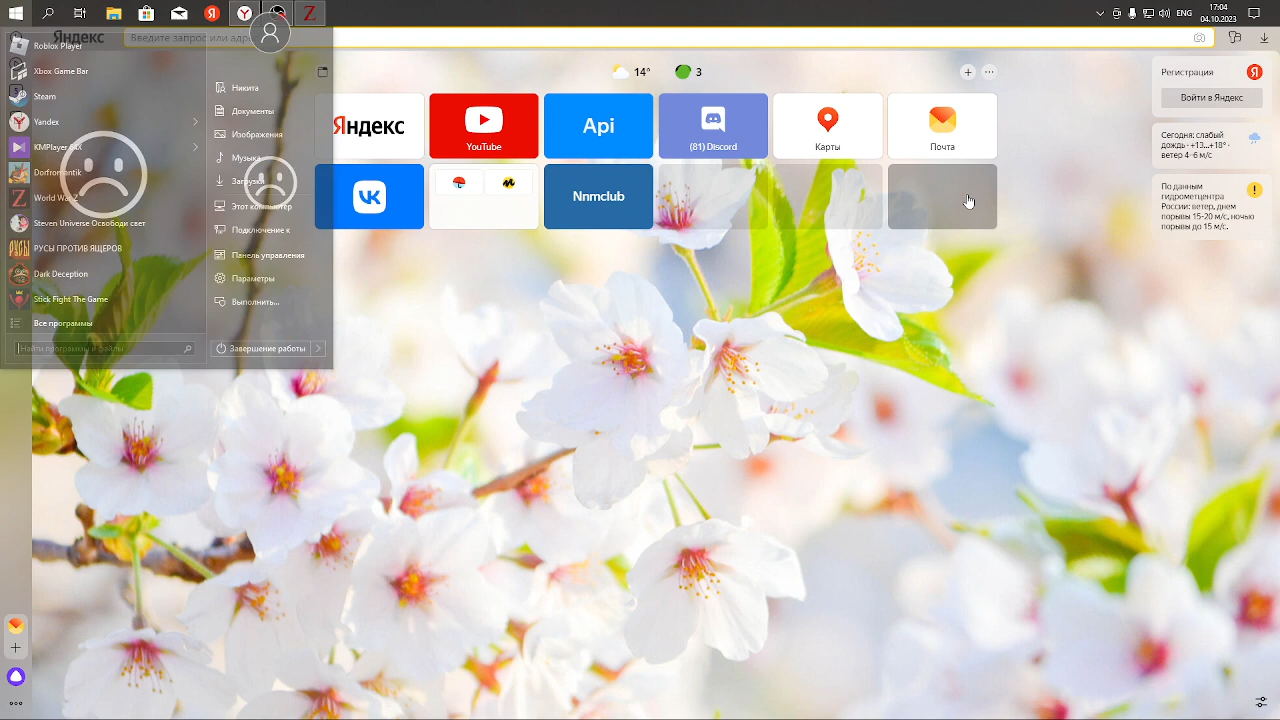 ENG
17:04
04.10.2023
Яндекс
Введите запрос или адрес
Roblox Player
Xbox Game Bar
Steam
Yandex
KMPlayer 64X
Dorfromantik
World War Z
Steven Universe Освободи свет
РУСЫ ПРОТИВ ЯЩЕРОВ
Dark Deception
Stick Fight The Game
Все программы
Найти программы и файлы
Никита
Документы
Изображения
Музыка
Загрузки
Этот компьютер
Подключение к
Панель управления
Параметры
Выполнить...
Завершение работы
14°
3
Яндекс
YouTube
Api
(81) Discord
Карты
Почта
Nnmclub
Регистрация
Войти в Яндекс
Сегодня слабый
дождь: +11..+18°
ветер 4-6 м/с
По данным
гидрометцентра
России: ветер, днем
порывы 15-20 м/с, ночью
порывы до 15 м/с.